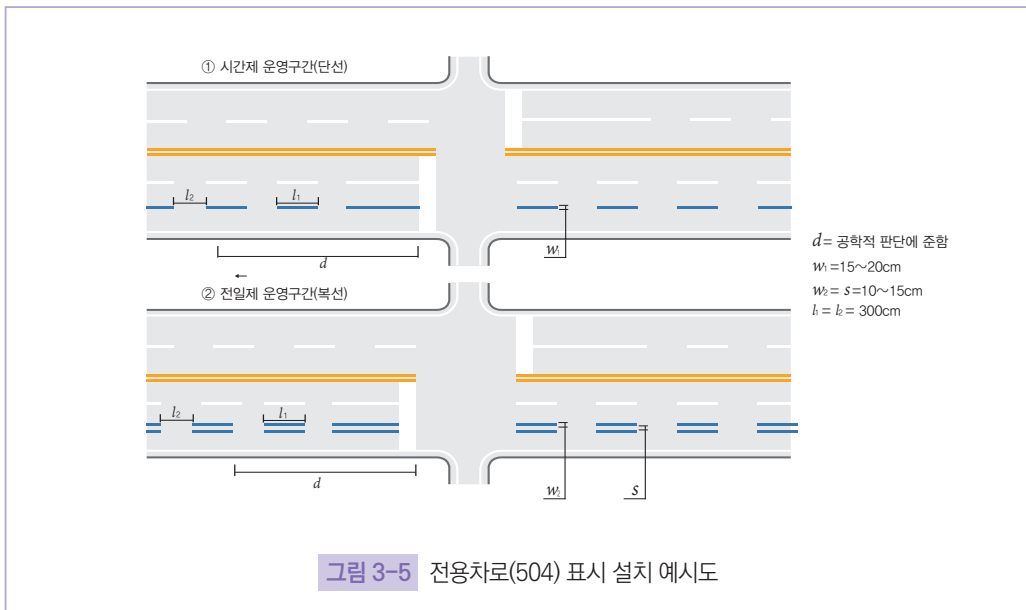 ① 시간제 운영구간(단선)
l₂
l₁
w₁
d
d= 공학적 판단에 준함
w₁=15～20cm
w₂= s=10～15cm
l₁= l₂= 300cm
② 전일제 운영구간(복선)
l₂
l₁
d
w₂
s
그림 3-5 전용차로(504) 표시 설치 예시도